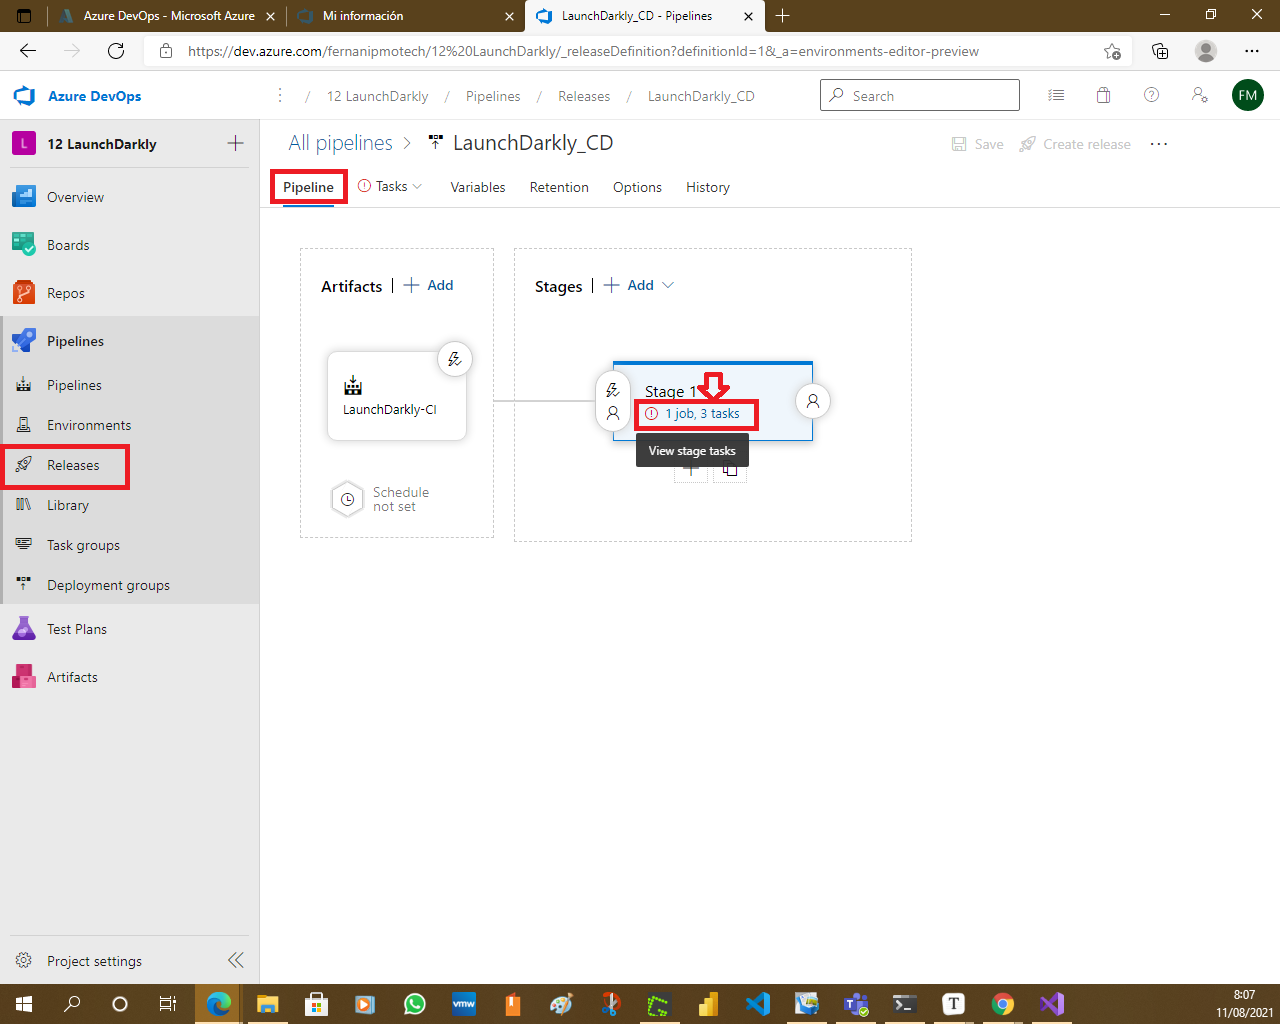 Azure DevOps - Microsoft Azure
Mi información
LaunchDarkly_CD - Pipelines
https://dev.azure.com/fernanipmotech/12%20LaunchDarkly/_releaseDefinition?definitionId=1&_a=environments-editor-preview
Azure DevOps
/ 12 LaunchDarkly / Pipelines / Releases / LaunchDarkly_CD
Search
FM
L
12 LaunchDarkly
All pipelines > LaunchDarkly_CD
Save
Create release
Pipeline
Tasks
Variables
Retention
Options
History
Overview
Boards
Repos
Pipelines
Pipelines
Environments
Releases
Library
Task groups
Deployment groups
Test Plans
Artifacts
Artifacts | + Add
Stages | + Add
LaunchDarkly-CI
Schedule
not set
Stage 1
1 job, 3 tasks
View stage tasks
Project settings
vmw
T
8:07
11/08/2021